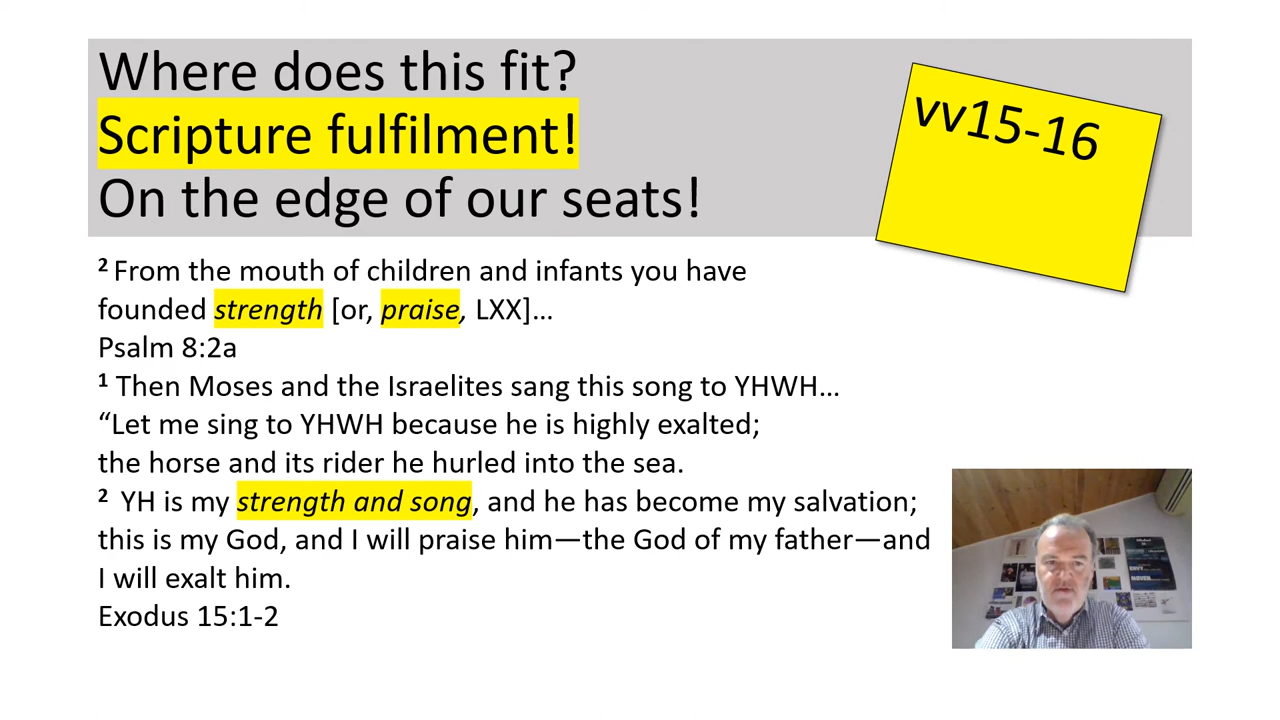 Where does this fit?
Scripture fulfilment!
On the edge of our seats!
vv15-16
² From the mouth of children and infants you have
founded strength [or, praise, LXX]…
Psalm 8:2a
¹ Then Moses and the Israelites sang this song to YHWH…
“Let me sing to YHWH because he is highly exalted;
the horse and its rider he hurled into the sea.
² YH is my strength and song, and he has become my salvation;
this is my God, and I will praise him—the God of my father—and
I will exalt him.
Exodus 15:1-2